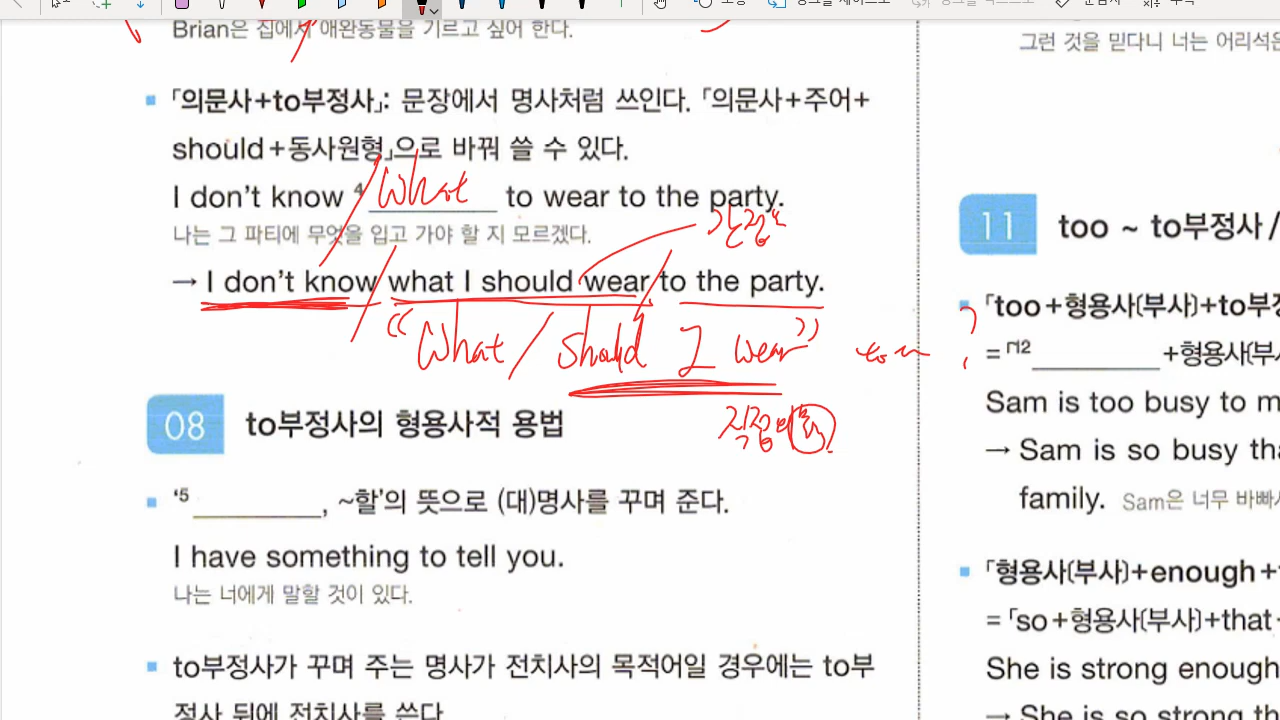 Brian은 집에서 애완동물을 기르고 싶어 한다.
「의문사+to부정사」: 문장에서 명사처럼 쓰인다. 「의문사+주어+
should+동사원형」으로 바꿔 쓸 수 있다.
I don't know 4 What to wear to the party.
나는 그 파티에 무엇을 입고 가야 할 지 모르겠다.
간접
→ I don't know what I should wear to the party.
"What / should I wear"
직접
08 to부정사의 형용사적 용법
'5 ________, ~할'의 뜻으로 (대)명사를 꾸며 준다.
I have something to tell you.
나는 너에게 말할 것이 있다.
to부정사가 꾸며 주는 명사가 전치사의 목적어일 경우에는 to부
정사 뒤에 전치사를 쓴다
그런 것을 믿다니 너는 어리석은
11 too ~ to부정사 /
「too+형용사(부사)+to부정
= 12 ________ +형용사(부사
Sam is too busy to m
→ Sam is so busy tha
family. Sam은 너무 바빠서
「형용사(부사)+enough+
= 「so+형용사(부사)+that
She is strong enough
→ She is so strong th